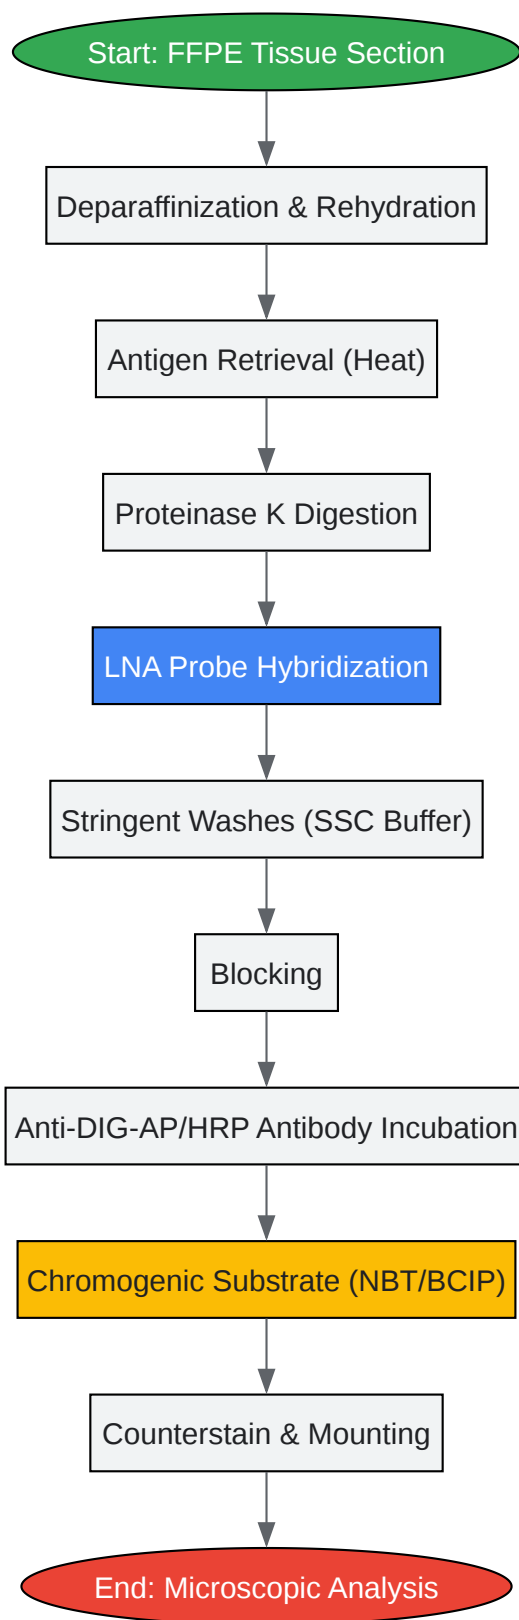 Start: FFPE Tissue Section
Deparaffinization & Rehydration
Antigen Retrieval (Heat)
Proteinase K Digestion
LNA Probe Hybridization
Stringent Washes (SSC Buffer)
Blocking
Anti-DIG-AP/HRP Antibody Incubation
Chromogenic Substrate (NBT/BCIP)
Counterstain & Mounting
End: Microscopic Analysis